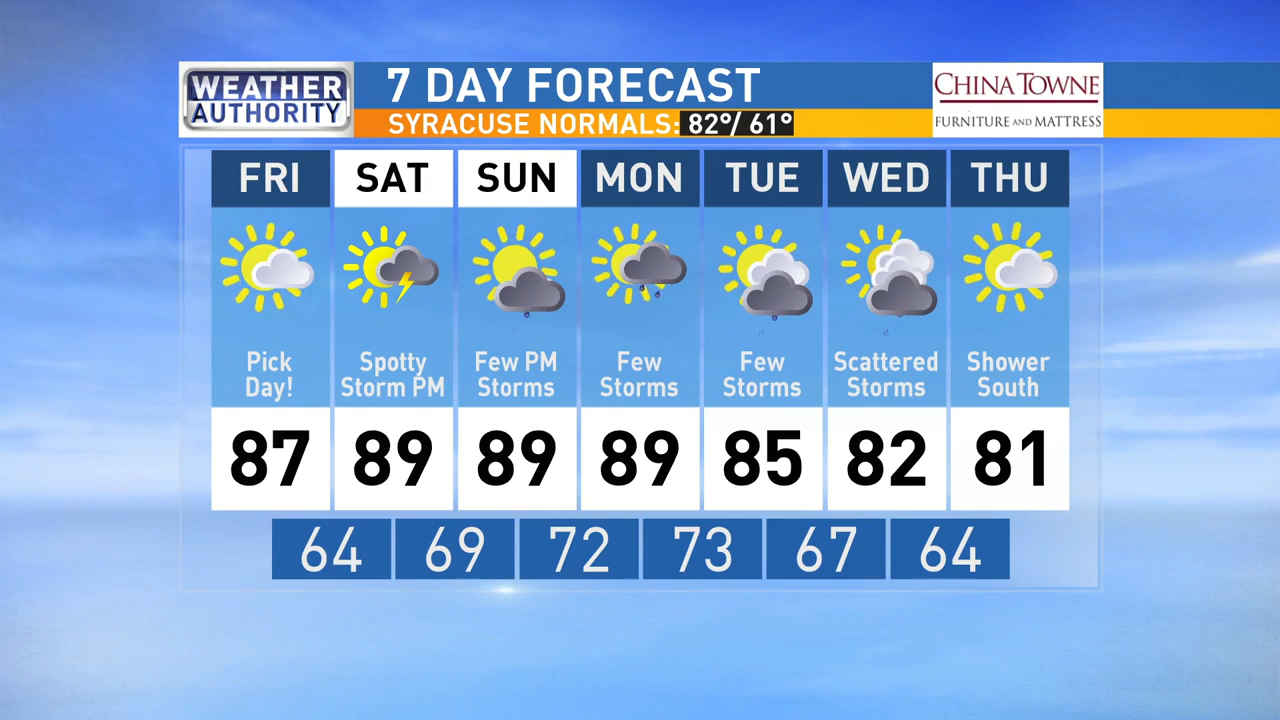 WEATHER
AUTHORITY
7 DAY FORECAST
SYRACUSE NORMALS: 82°/ 61°
CHINA TOWNE
FURNITURE AND MATTRESS
FRI SAT SUN MON TUE WED THU
Pick Spotty Few PM Few Few Scattered Shower
Day! Storm PM Storms Storms Storms Storms South
87 89 89 89 85 82 81
64 69 72 73 67 64